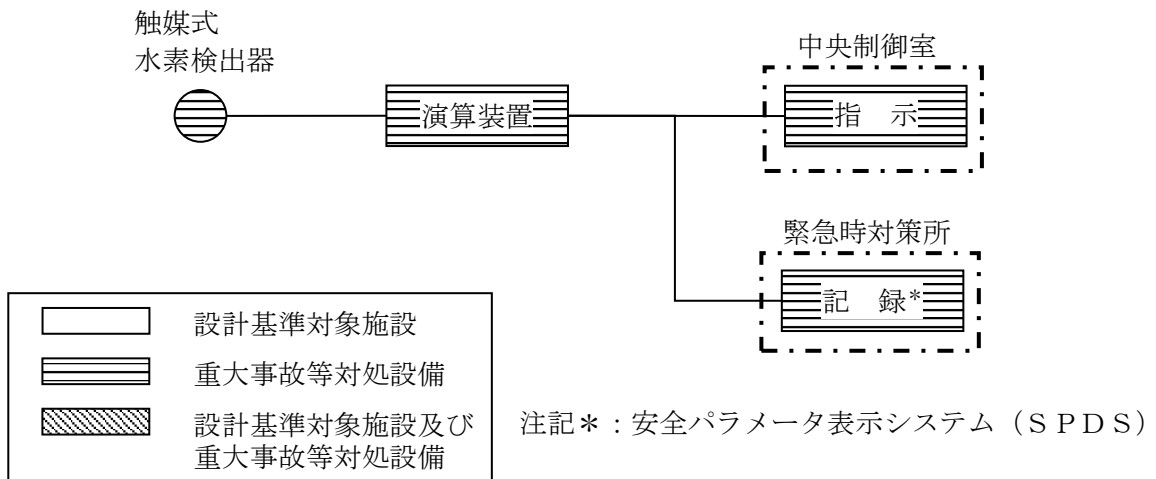 触媒式
水素検出器
演算装置
中央制御室
指　示
緊急時対策所
記　録*
設計基準対象施設
重大事故等対処設備
設計基準対象施設及び
重大事故等対処設備
注記＊：安全パラメータ表示システム（ＳＰＤＳ）